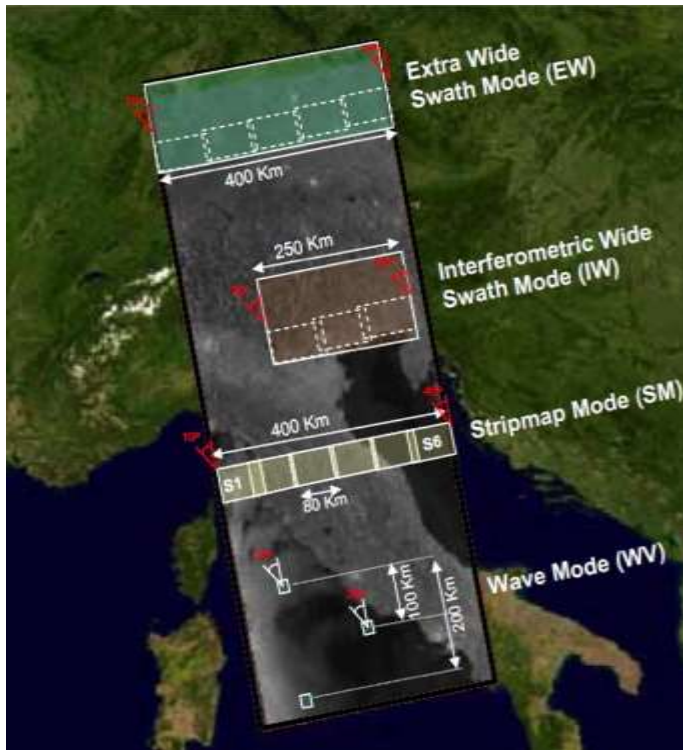 Extra Wide
Swath Mode (EW)
400 Km
250 Km
Interferometric Wide
Swath Mode (IW)
400 Km
Stripmap Mode (SM)
S1
S6
80 Km
Wave Mode (WV)
100 Km
200 Km